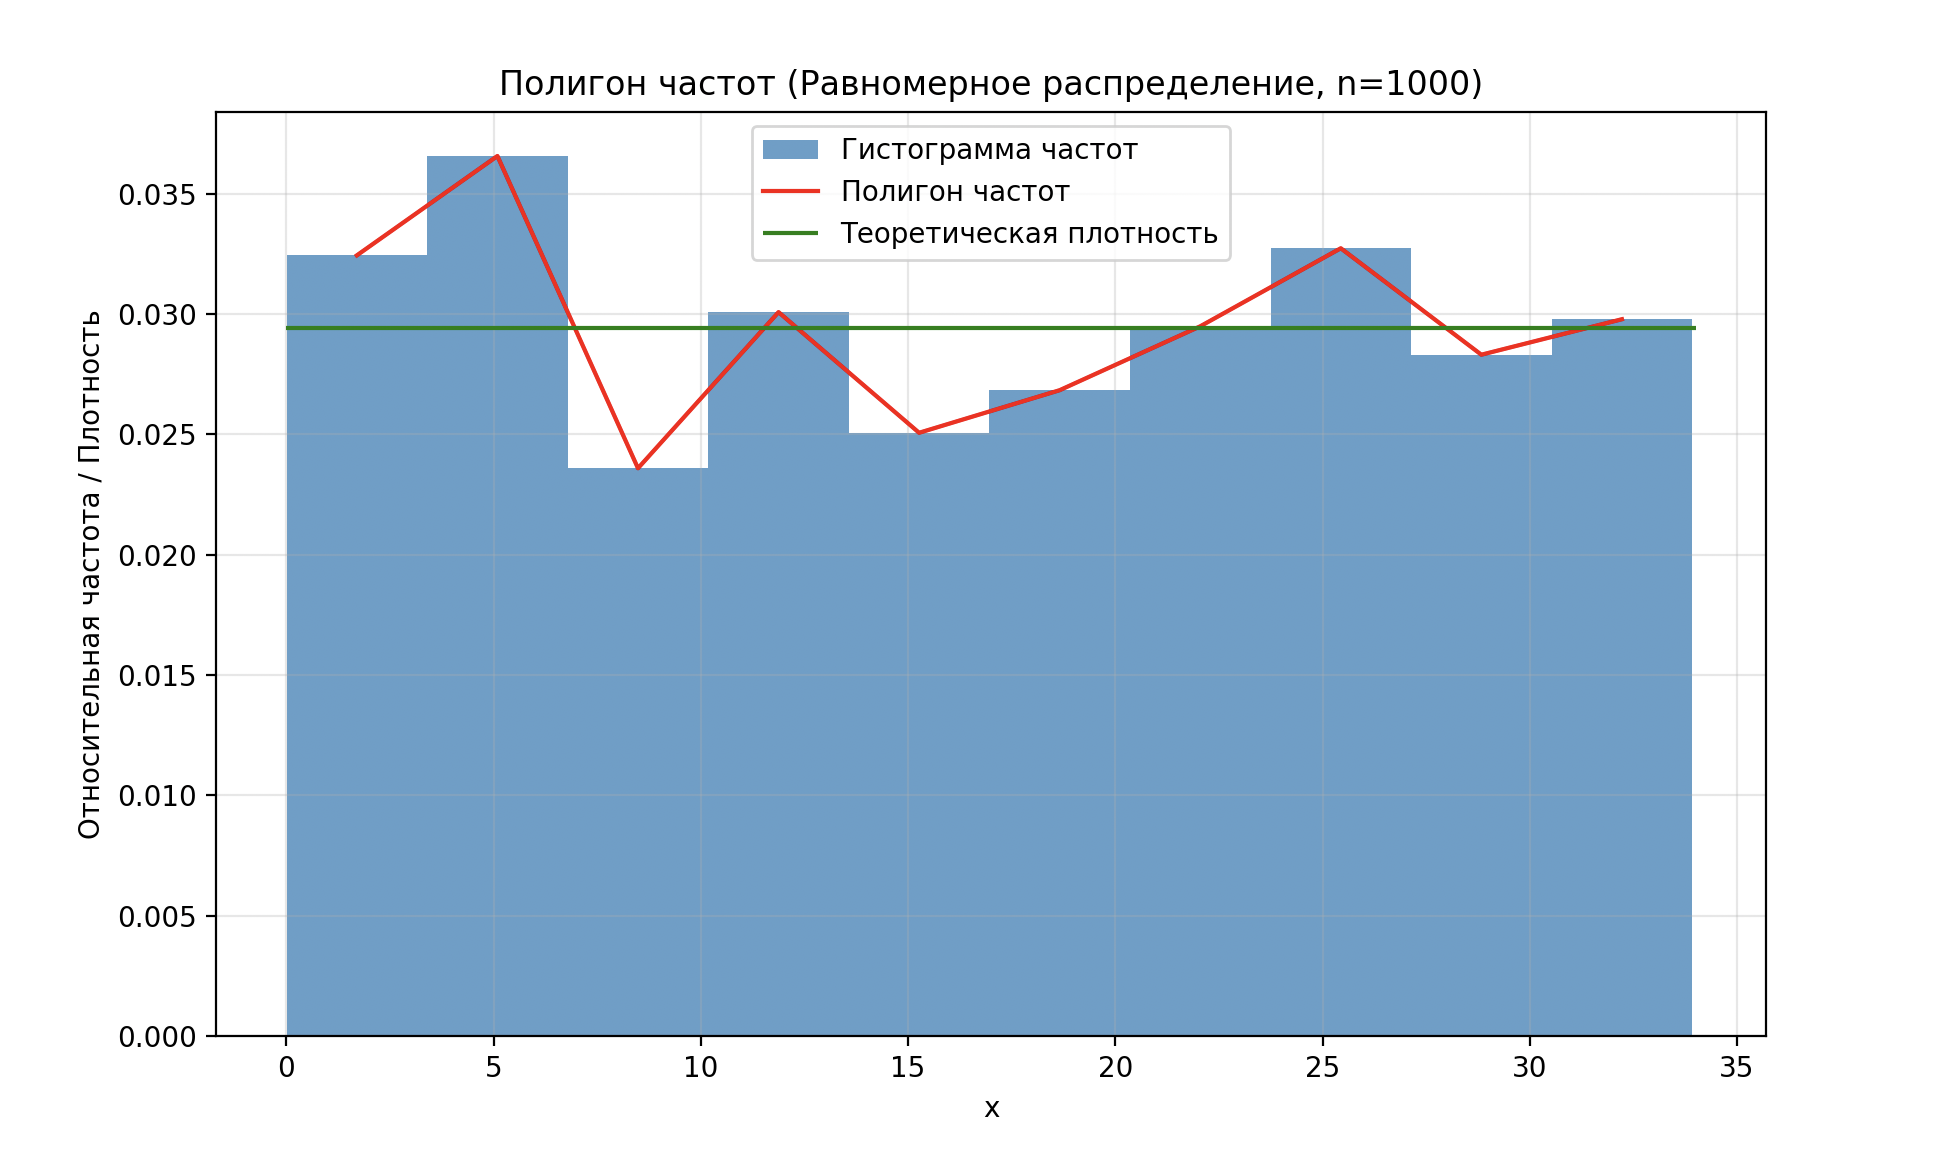 Полигон частот (Равномерное распределение, n=1000)
Гистограмма частот
Полигон частот
Теоретическая плотность
Относительная частота / Плотность
0.035
0.030
0.025
0.020
0.015
0.010
0.005
0.000
0 5 10 15 20 25 30 35
x